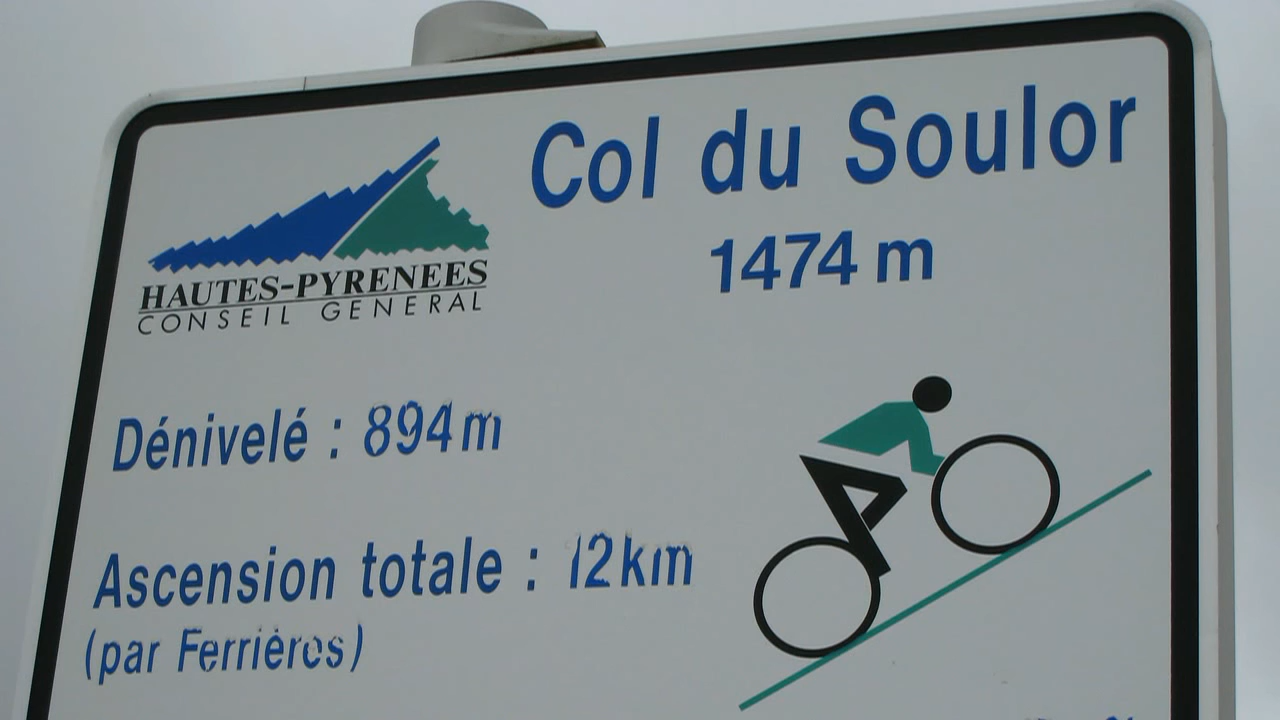 Col du Soulor
1474 m
HAUTES-PYRENEES
CONSEIL GENERAL
Dénivelé : 894 m
Ascension totale : 12 km
(par Ferrières)